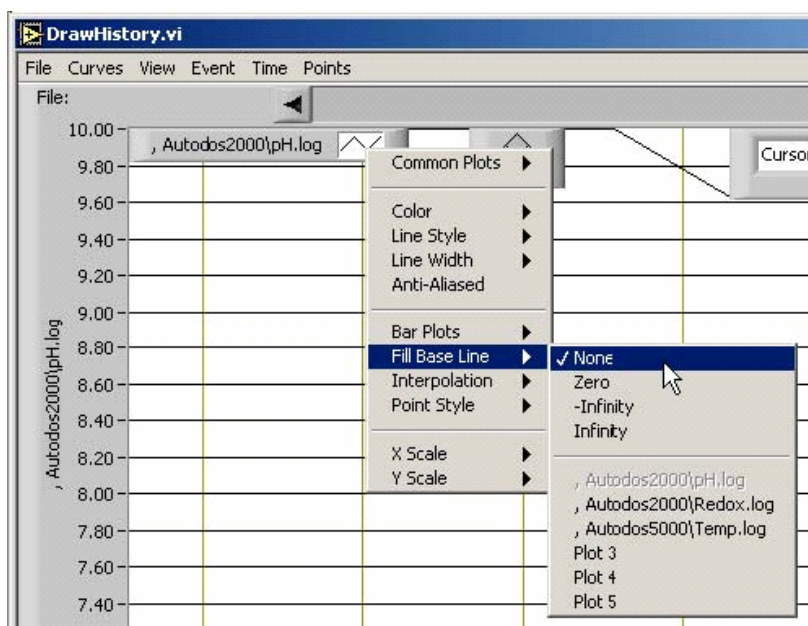 DrawHistory.vi
File Curves View Event Time Points
File:
10.00
, Autodos2000\pH.log
9.80
9.60
9.40
9.20
9.00
8.80
8.60
8.40
8.20
8.00
7.80
7.60
7.40
, Autodos2000\pH.log
Cursor
Common Plots
Color
Line Style
Line Width
Anti-Aliased
Bar Plots
Fill Base Line
Interpolation
Point Style
X Scale
Y Scale
✓ None
Zero
-Infinity
Infinity
, Autodos2000\pH.log
, Autodos2000\Redox.log
, Autodos5000\Temp.log
Plot 3
Plot 4
Plot 5